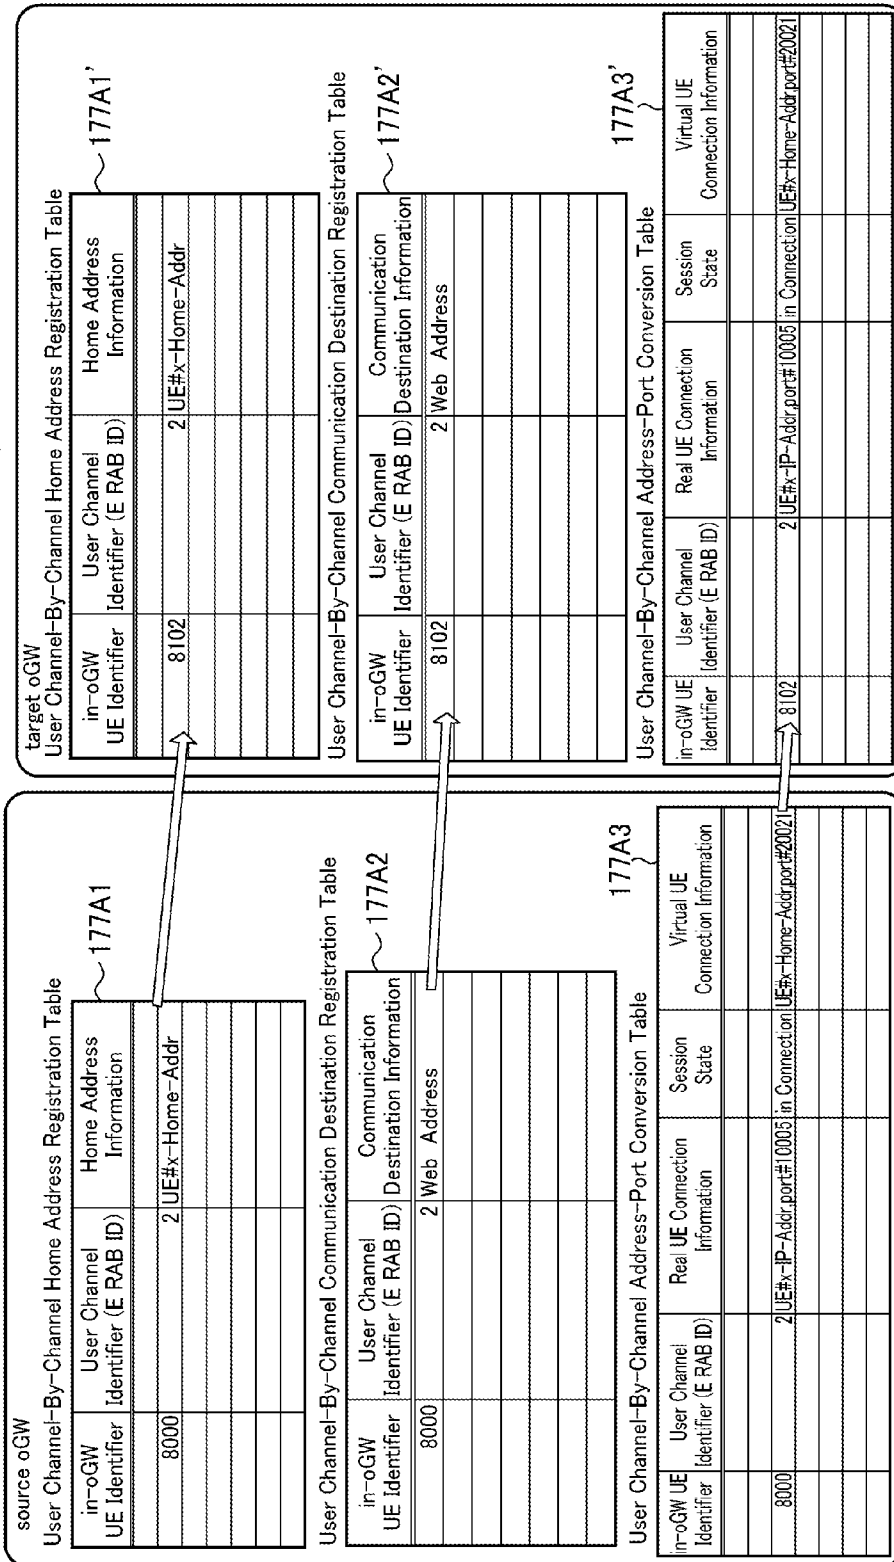 source oGW
User Channel-By-Channel Home Address Registration Table
177A1
in-oGW UE Identifier
User Channel Identifier (E RAB ID)
Home Address Information
8000
2
UE#x-Home-Addr
User Channel-By-Channel Communication Destination Registration Table
177A2
in-oGW UE Identifier
User Channel Identifier (E RAB ID)
Communication Destination Information
8000
2
Web Address
User Channel-By-Channel Address-Port Conversion Table
177A3
in-oGW UE Identifier
User Channel Identifier (E RAB ID)
Real UE Connection Information
Session State
Virtual UE Connection Information
8000
2
UE#x-IP-Addr,port#10005
in Connection
UE#x-Home-Addr,port#20021
target oGW
User Channel-By-Channel Home Address Registration Table
177A1'
in-oGW UE Identifier
User Channel Identifier (E RAB ID)
Home Address Information
8102
2
UE#x-Home-Addr
User Channel-By-Channel Communication Destination Registration Table
177A2'
in-oGW UE Identifier
User Channel Identifier (E RAB ID)
Communication Destination Information
8102
2
Web Address
User Channel-By-Channel Address-Port Conversion Table
177A3'
in-oGW UE Identifier
User Channel Identifier (E RAB ID)
Real UE Connection Information
Session State
Virtual UE Connection Information
8102
2
UE#x-IP-Addr,port#10005
in Connection
UE#x-Home-Addr,port#20021